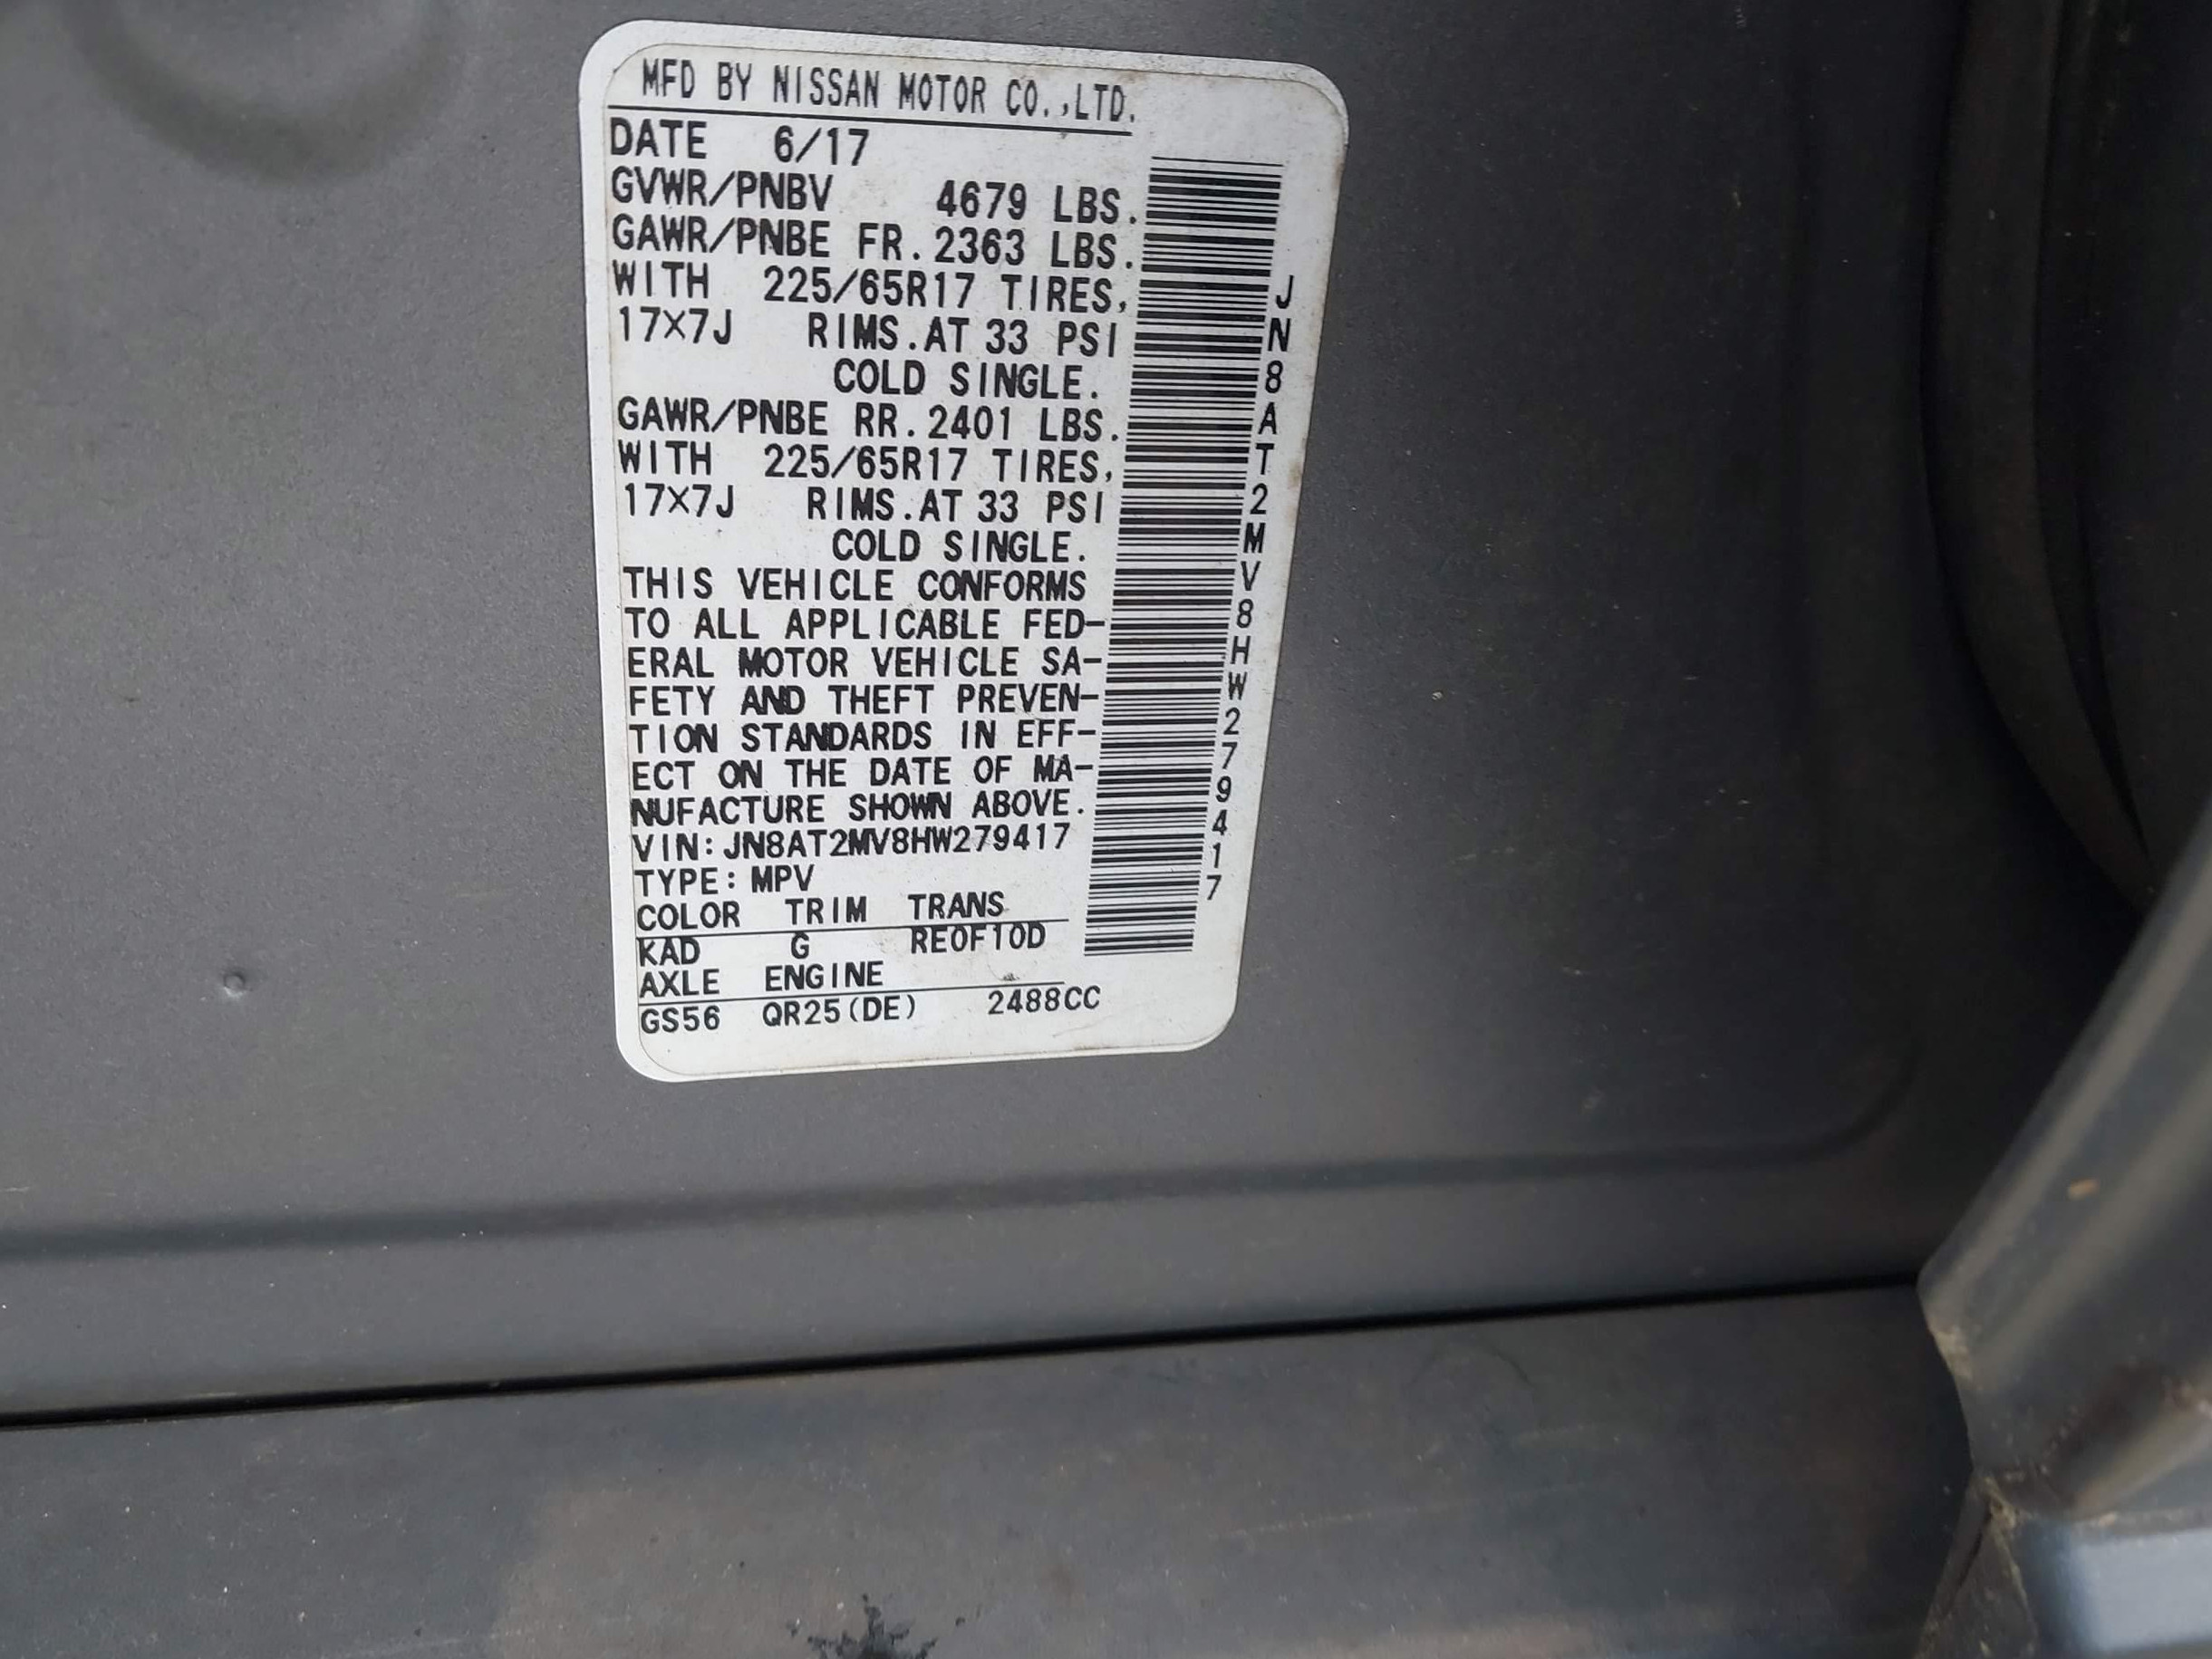 MFD BY NISSAN MOTOR CO.,LTD.
DATE 6/17
GVWR/PNBV 4679 LBS.
GAWR/PNBE FR. 2363 LBS.
WITH 225/65R17 TIRES,
17X7J RIMS.AT 33 PSI
COLD SINGLE.
GAWR/PNBE RR. 2401 LBS.
WITH 225/65R17 TIRES,
17X7J RIMS.AT 33 PSI
COLD SINGLE.
THIS VEHICLE CONFORMS
TO ALL APPLICABLE FED-
ERAL MOTOR VEHICLE SA-
FETY AND THEFT PREVEN-
TION STANDARDS IN EFF-
ECT ON THE DATE OF MA-
NUFACTURE SHOWN ABOVE.
VIN:JN8AT2MV8HW279417
TYPE:MPV
COLOR TRIM TRANS
KAD G RE0F10D
AXLE ENGINE
GS56 QR25(DE) 2488CC
JN8AT2MV8HW279417